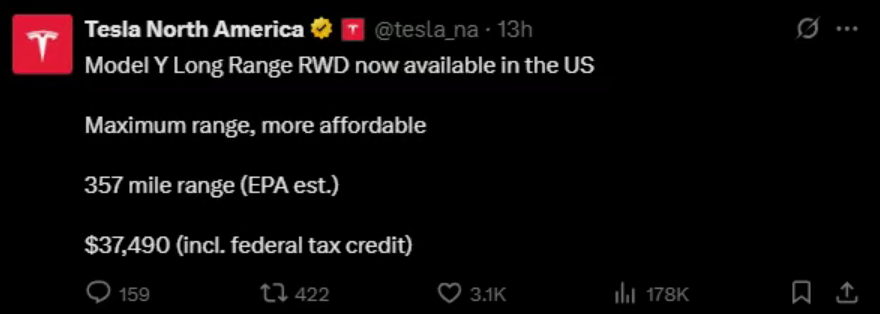 Tesla North America @tesla_na · 13h
Model Y Long Range RWD now available in the US
Maximum range, more affordable
357 mile range (EPA est.)
$37,490 (incl. federal tax credit)
159 422 3.1K 178K